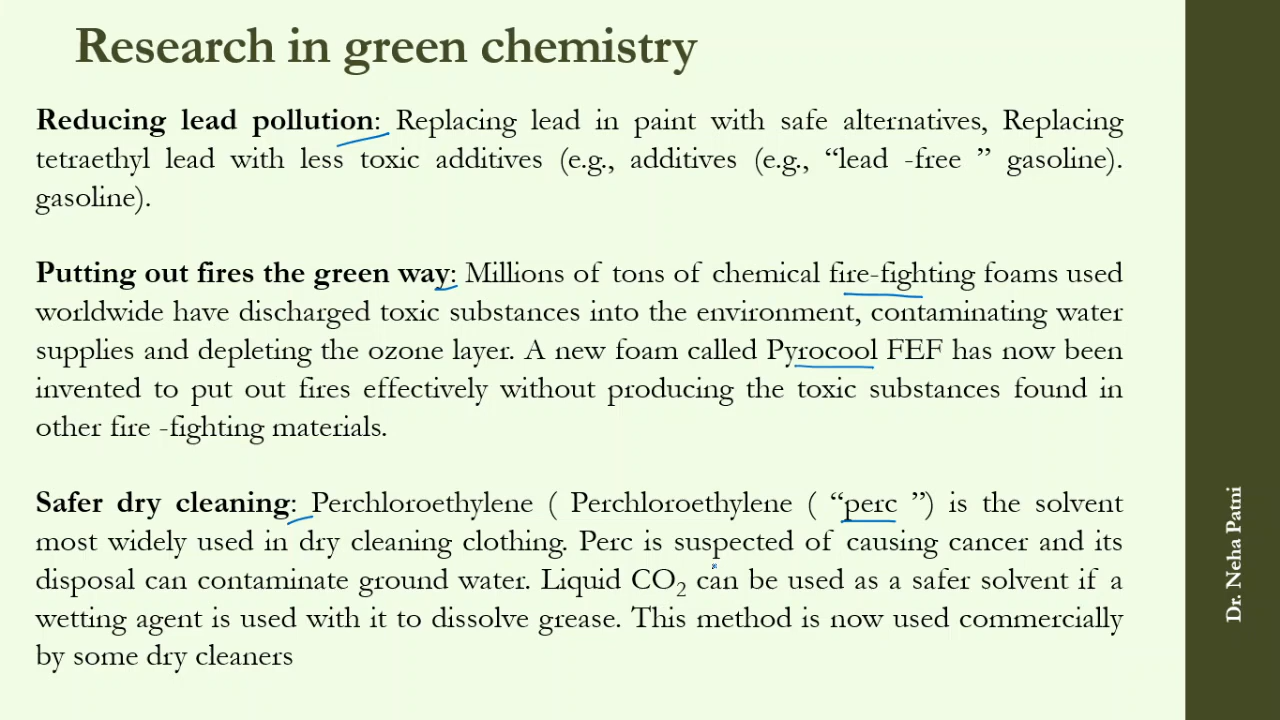 Research in green chemistry
Reducing lead pollution: Replacing lead in paint with safe alternatives, Replacing
tetraethyl lead with less toxic additives (e.g., additives (e.g., “lead -free ” gasoline).
gasoline).
Putting out fires the green way: Millions of tons of chemical fire-fighting foams used
worldwide have discharged toxic substances into the environment, contaminating water
supplies and depleting the ozone layer. A new foam called Pyrocool FEF has now been
invented to put out fires effectively without producing the toxic substances found in
other fire -fighting materials.
Safer dry cleaning: Perchloroethylene ( Perchloroethylene ( “perc ”) is the solvent
most widely used in dry cleaning clothing. Perc is suspected of causing cancer and its
disposal can contaminate ground water. Liquid CO₂ can be used as a safer solvent if a
wetting agent is used with it to dissolve grease. This method is now used commercially
by some dry cleaners
Dr. Neha Patni